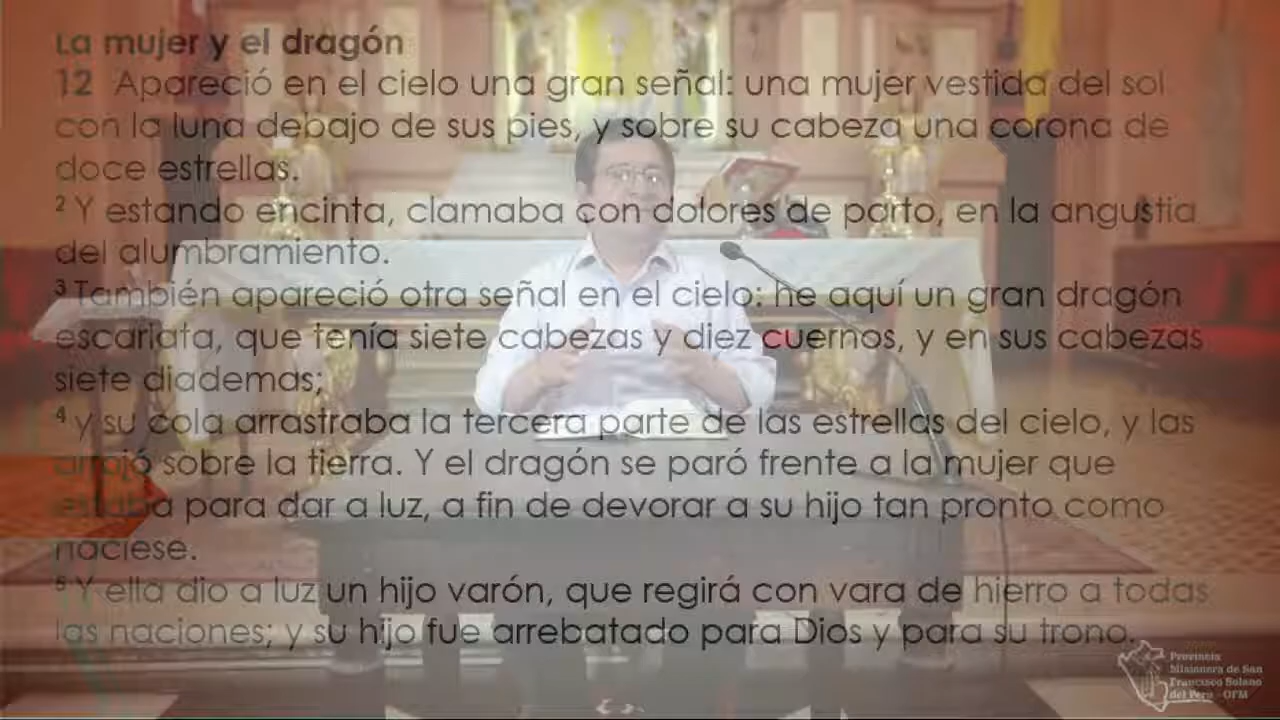 La mujer y el dragón
12 Apareció en el cielo una gran señal: una mujer vestida del sol
con la luna debajo de sus pies, y sobre su cabeza una corona de
doce estrellas.
2 Y estando encinta, clamaba con dolores de parto, en la angustia
del alumbramiento.
3 También apareció otra señal en el cielo: he aquí un gran dragón
escarlata, que tenía siete cabezas y diez cuernos, y en sus cabezas
siete diademas;
4 y su cola arrastraba la tercera parte de las estrellas del cielo, y las
arrojó sobre la tierra. Y el dragón se paró frente a la mujer que
estaba para dar a luz, a fin de devorar a su hijo tan pronto como
naciese.
5 Y ella dio a luz un hijo varón, que regirá con vara de hierro a todas
las naciones; y su hijo fue arrebatado para Dios y para su trono.
Provincia
Misionera de San
Francisco Solano
del Perú - OFM